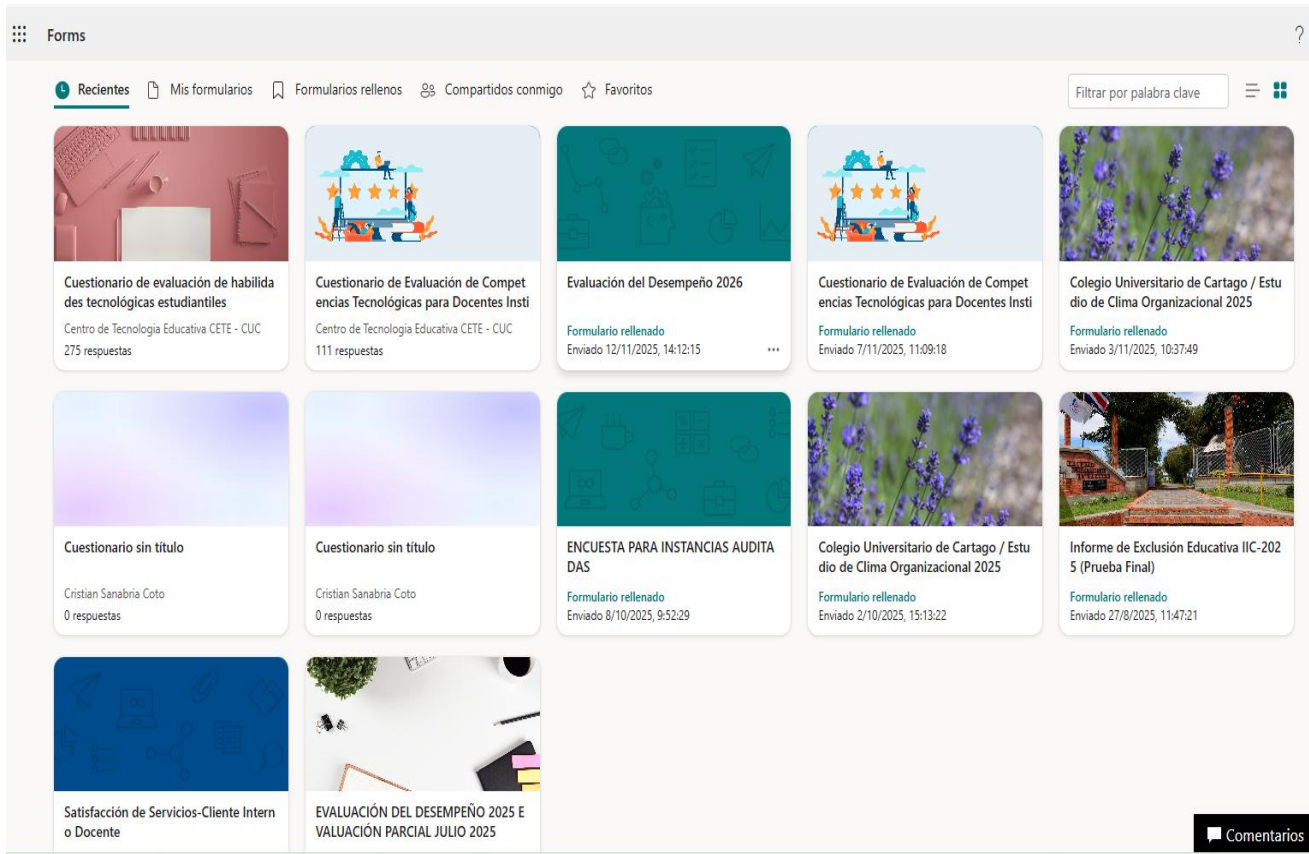 Forms
?
Recientes
Mis formularios
Formularios rellenos
Compartidos conmigo
Favoritos
Filtrar por palabra clave
Cuestionario de evaluación de habilida
des tecnológicas estudiantiles
Centro de Tecnologia Educativa CETE - CUC
275 respuestas
Cuestionario de Evaluación de Compet
encias Tecnológicas para Docentes Insti
Centro de Tecnologia Educativa CETE - CUC
111 respuestas
Evaluación del Desempeño 2026
Formulario rellenado
Enviado 12/11/2025, 14:12:15
...
Cuestionario de Evaluación de Compet
encias Tecnológicas para Docentes Insti
Formulario rellenado
Enviado 7/11/2025, 11:09:18
Colegio Universitario de Cartago / Estu
dio de Clima Organizacional 2025
Formulario rellenado
Enviado 3/11/2025, 10:37:49
Cuestionario sin título
Cristian Sanabria Coto
0 respuestas
Cuestionario sin título
Cristian Sanabria Coto
0 respuestas
ENCUESTA PARA INSTANCIAS AUDITA
DAS
Formulario rellenado
Enviado 8/10/2025, 9:52:29
Colegio Universitario de Cartago / Estu
dio de Clima Organizacional 2025
Formulario rellenado
Enviado 2/10/2025, 15:13:22
Informe de Exclusión Educativa IIC-202
5 (Prueba Final)
Formulario rellenado
Enviado 27/8/2025, 11:47:21
Satisfacción de Servicios-Cliente Intern
o Docente
EVALUACIÓN DEL DESEMPEÑO 2025 E
VALUACIÓN PARCIAL JULIO 2025
Comentarios